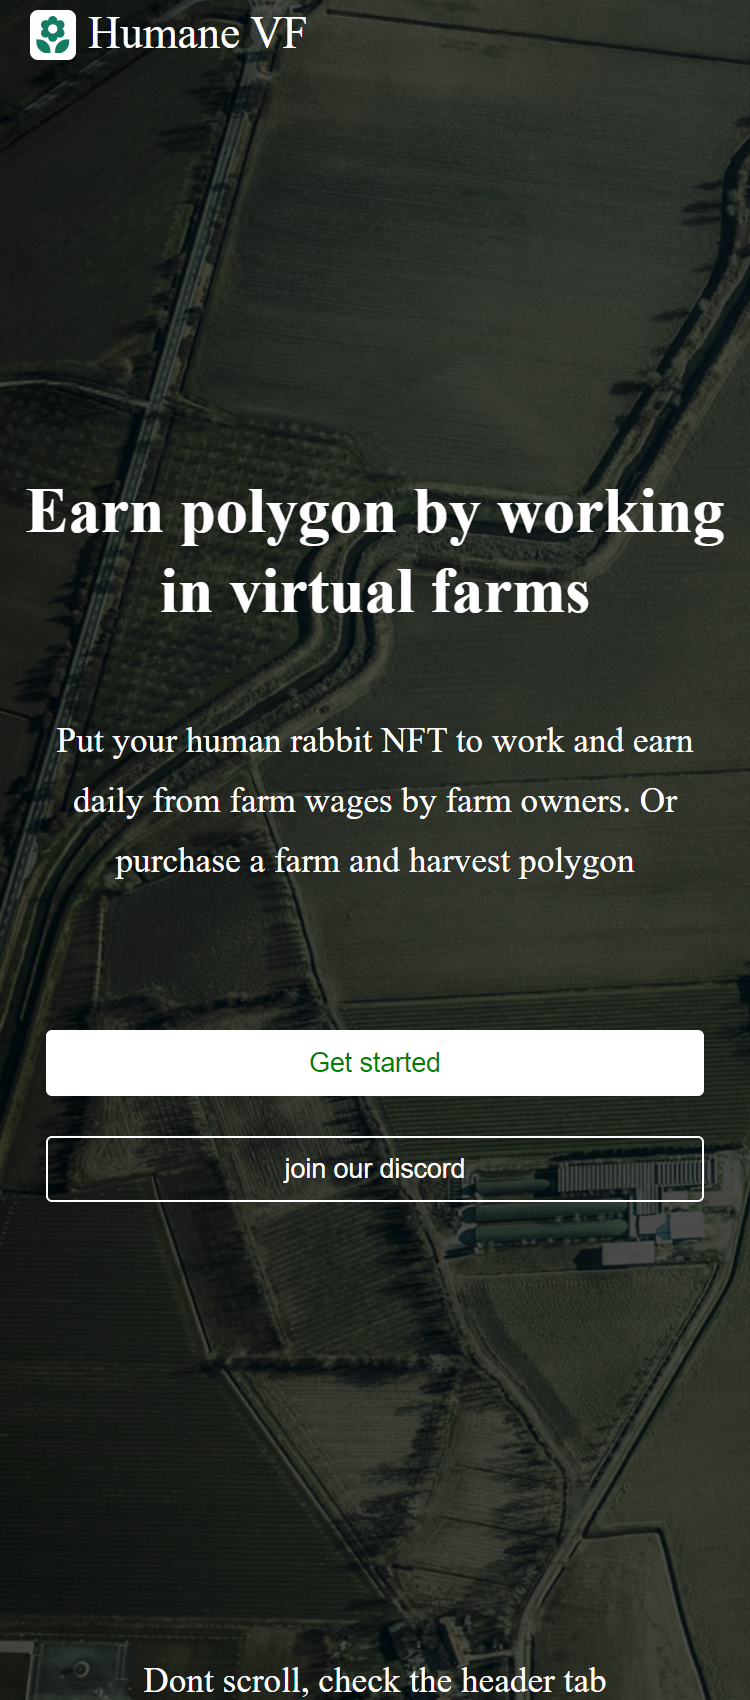 Humane VF
Earn polygon by working
in virtual farms
Put your human rabbit NFT to work and earn
daily from farm wages by farm owners. Or
purchase a farm and harvest polygon
Get started
join our discord
Dont scroll, check the header tab